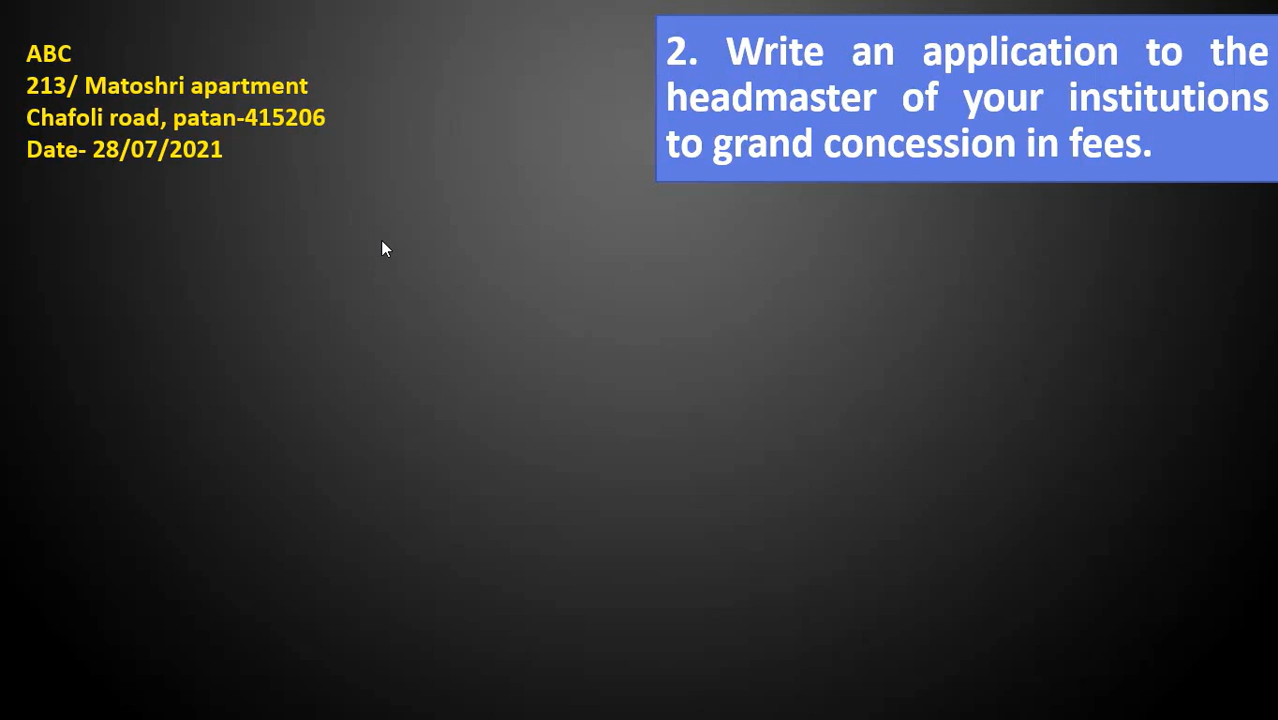 ABC
213/ Matoshri apartment
Chafoli road, patan-415206
Date- 28/07/2021
2. Write an application to the
headmaster of your institutions
to grand concession in fees.